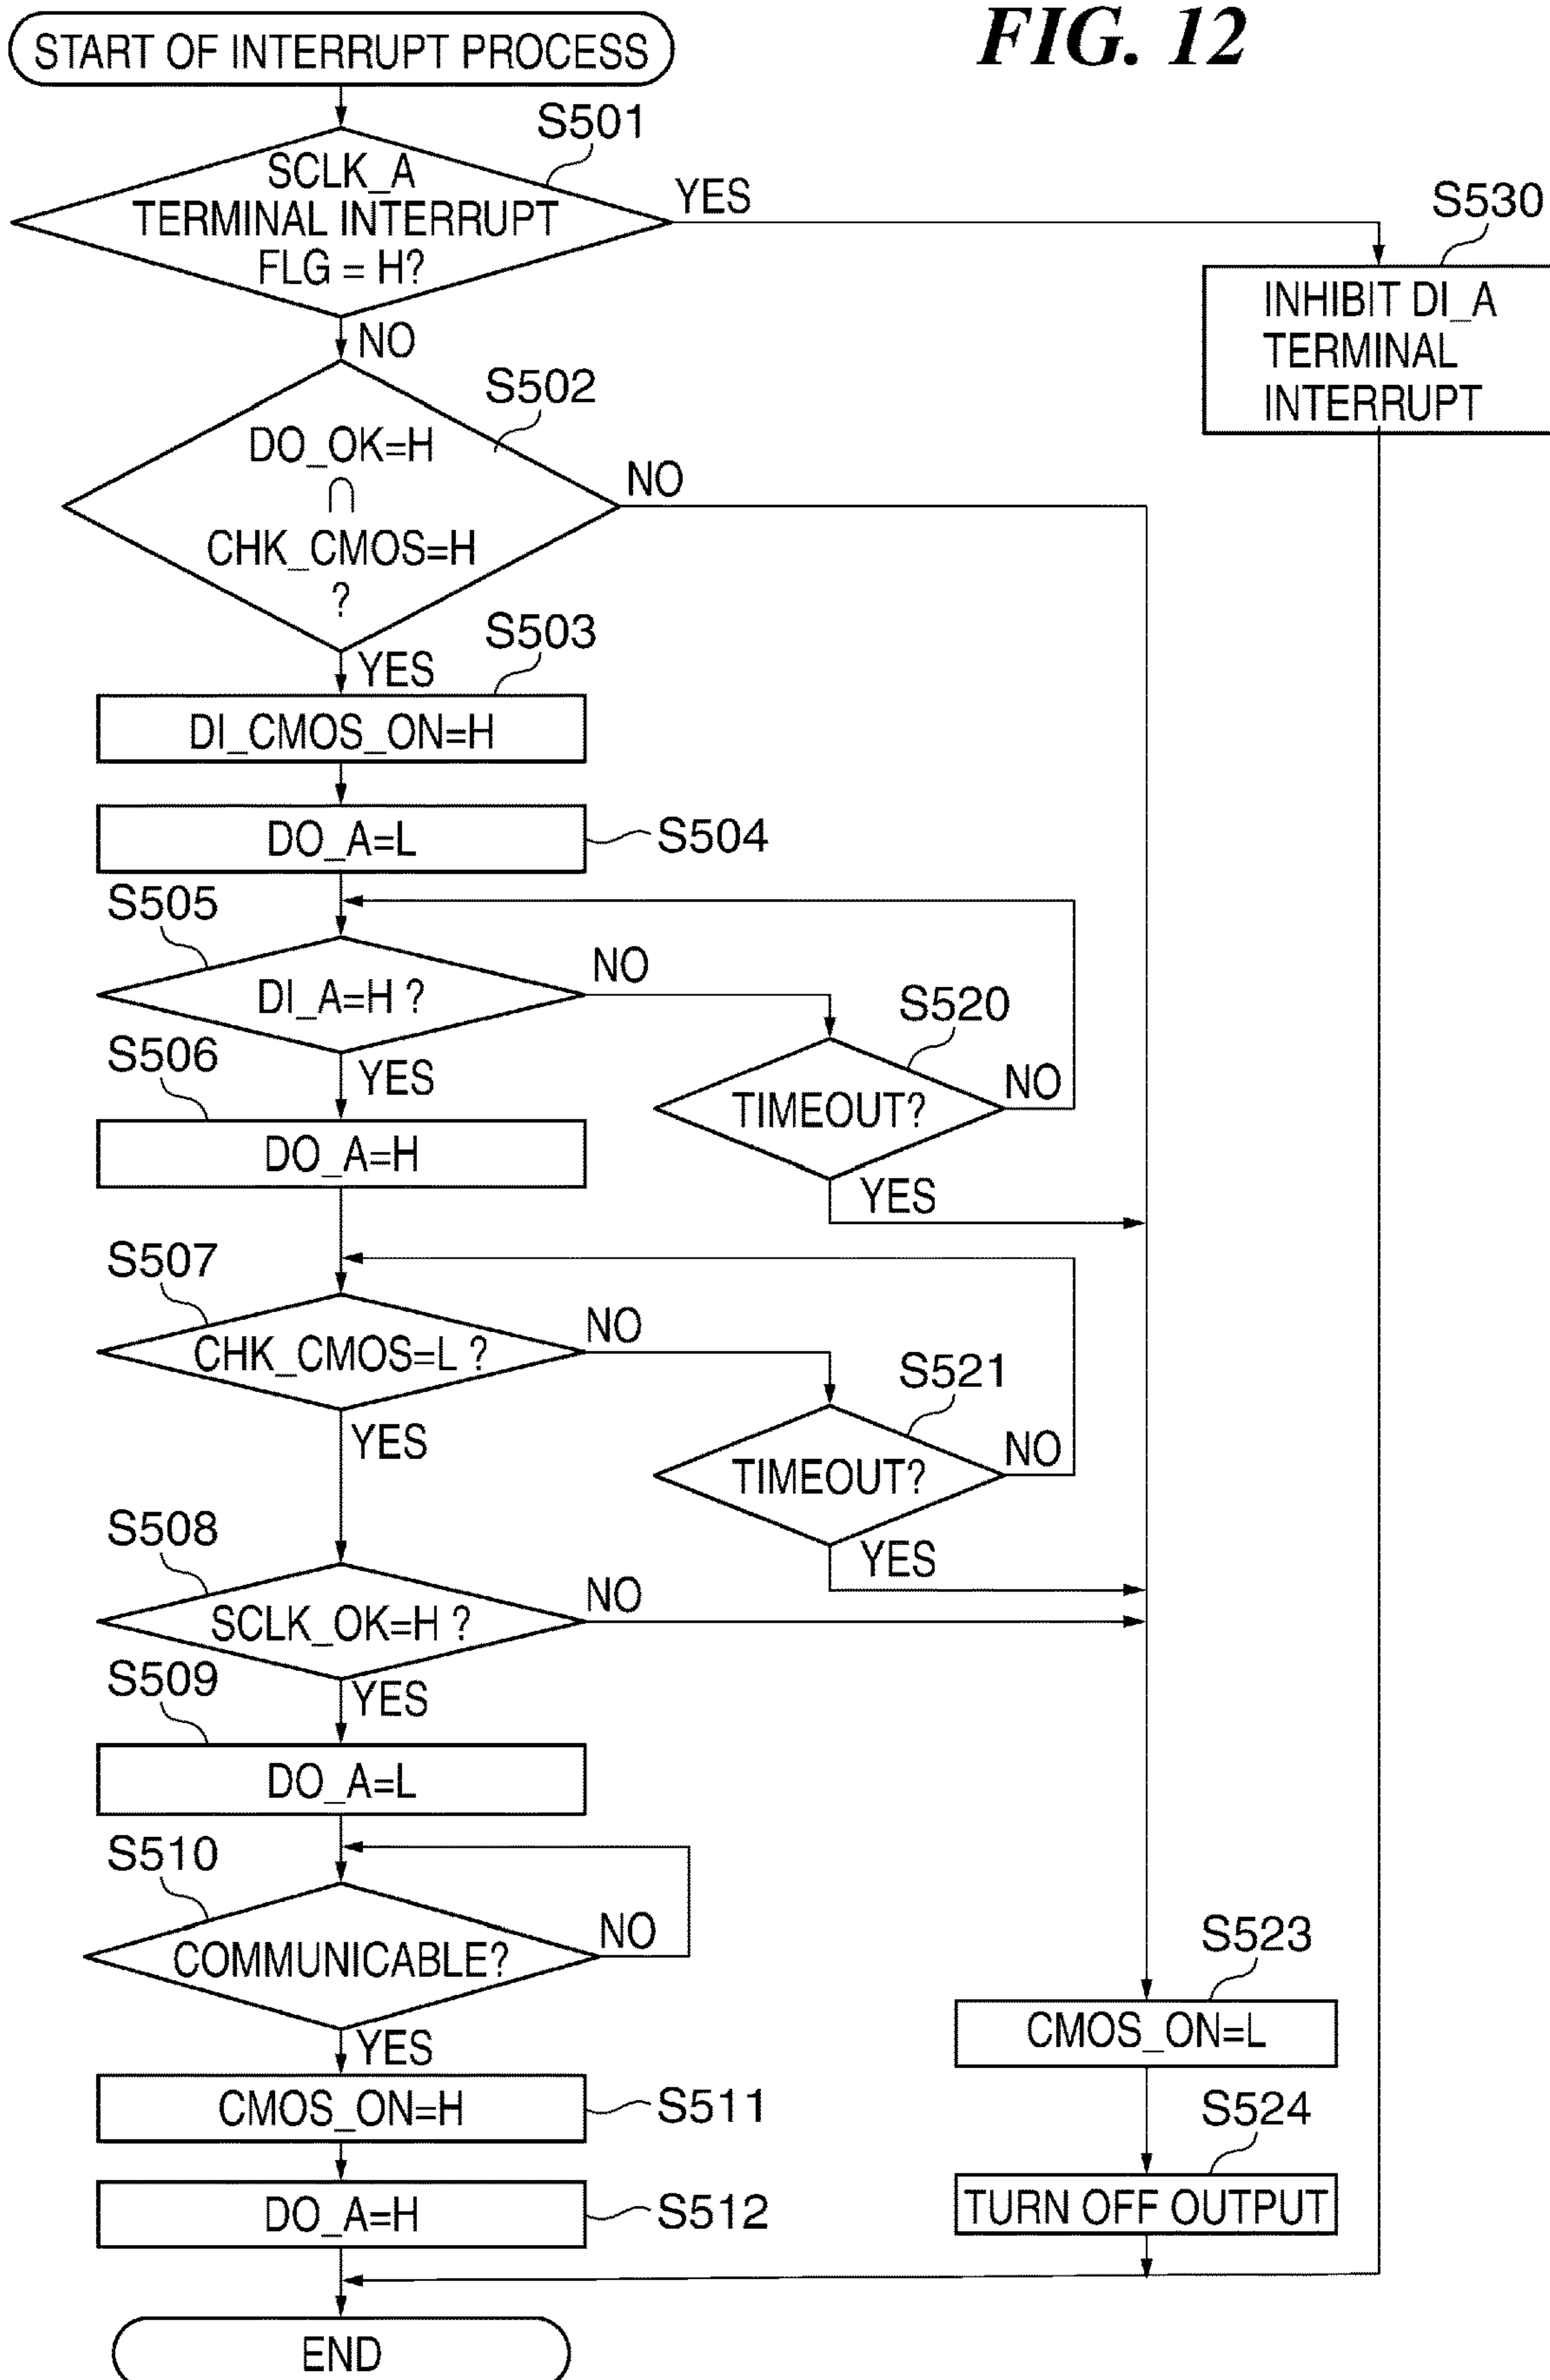 FIG. 12
START OF INTERRUPT PROCESS
S501
SCLK_A
TERMINAL INTERRUPT
FLG = H?
YES
NO
S530
INHIBIT DI_A
TERMINAL
INTERRUPT
S502
DO_OK=H
∩
CHK_CMOS=H
?
NO
YES
S503
DI_CMOS_ON=H
DO_A=L
S504
S505
DI_A=H ?
NO
YES
S520
TIMEOUT?
NO
YES
S506
DO_A=H
S507
CHK_CMOS=L ?
NO
YES
S521
TIMEOUT?
NO
YES
S508
SCLK_OK=H ?
NO
YES
S509
DO_A=L
S510
COMMUNICABLE?
NO
YES
CMOS_ON=H
S511
DO_A=H
S512
S523
CMOS_ON=L
S524
TURN OFF OUTPUT
END